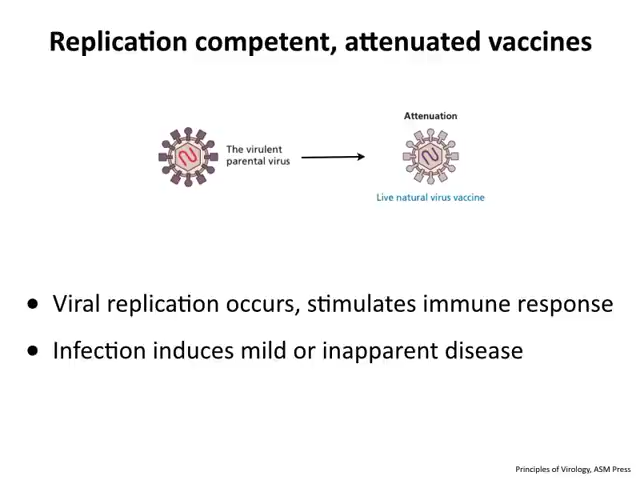 Replication competent, attenuated vaccines
Attenuation
The virulent
parental virus
Live natural virus vaccine
● Viral replication occurs, stimulates immune response
● Infection induces mild or inapparent disease
Principles of Virology, ASM Press